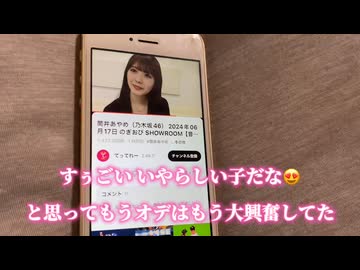 筒井あやめ（乃木坂46） 2024年06
月17日 のぎおび SHOWROOM【音…
てってれー
チャンネル登録
コメント
すぅごい いやらしい子だな😍
と思ってもうオデはもう大興奮してた